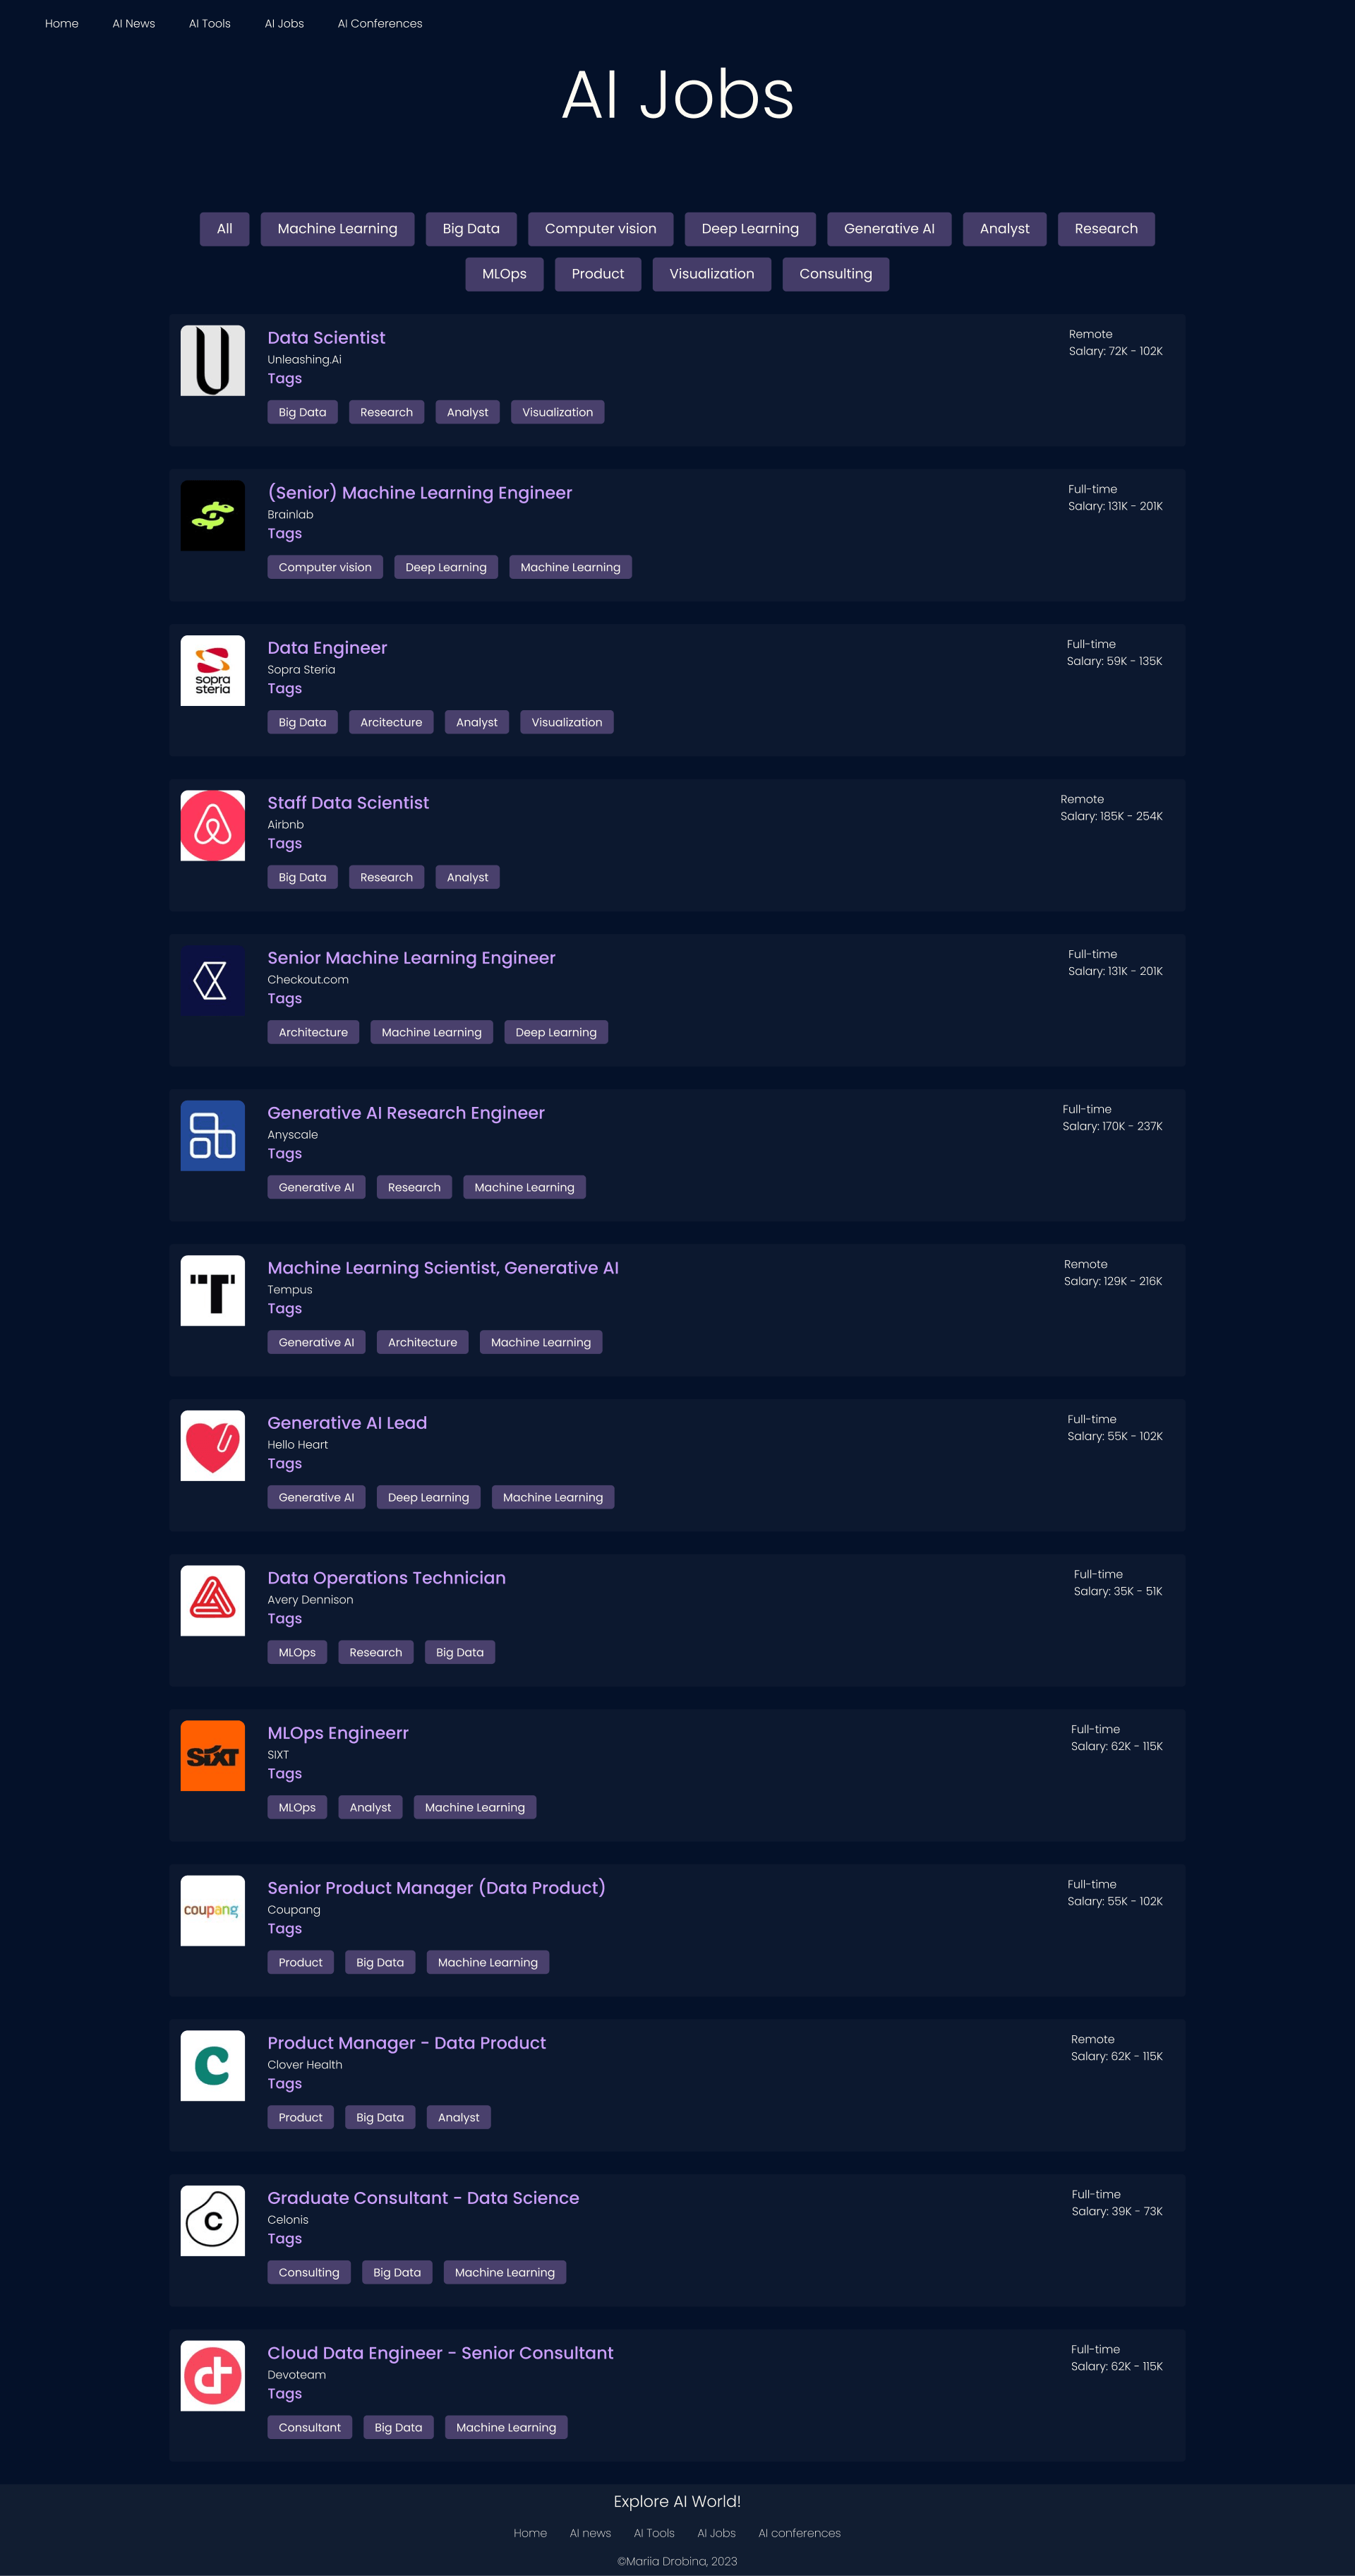 Home AI News AI Tools AI Jobs AI Conferences
AI Jobs
All Machine Learning Big Data Computer vision Deep Learning Generative AI Analyst Research
MLOps Product Visualization Consulting
U
Data Scientist
Unleashing.Ai
Tags
Big Data Research Analyst Visualization
Remote
Salary: 72K - 102K
(Senior) Machine Learning Engineer
Brainlab
Tags
Computer vision Deep Learning Machine Learning
Full-time
Salary: 131K - 201K
sopra
steria
Data Engineer
Sopra Steria
Tags
Big Data Arcitecture Analyst Visualization
Full-time
Salary: 59K - 135K
Staff Data Scientist
Airbnb
Tags
Big Data Research Analyst
Remote
Salary: 185K - 254K
Senior Machine Learning Engineer
Checkout.com
Tags
Architecture Machine Learning Deep Learning
Full-time
Salary: 131K - 201K
Generative AI Research Engineer
Anyscale
Tags
Generative AI Research Machine Learning
Full-time
Salary: 170K - 237K
T
Machine Learning Scientist, Generative AI
Tempus
Tags
Generative AI Architecture Machine Learning
Remote
Salary: 129K - 216K
Generative AI Lead
Hello Heart
Tags
Generative AI Deep Learning Machine Learning
Full-time
Salary: 55K - 102K
Data Operations Technician
Avery Dennison
Tags
MLOps Research Big Data
Full-time
Salary: 35K - 51K
SIXT
MLOps Engineerr
SIXT
Tags
MLOps Analyst Machine Learning
Full-time
Salary: 62K - 115K
coupang
Senior Product Manager (Data Product)
Coupang
Tags
Product Big Data Machine Learning
Full-time
Salary: 55K - 102K
C
Product Manager - Data Product
Clover Health
Tags
Product Big Data Analyst
Remote
Salary: 62K - 115K
C
Graduate Consultant - Data Science
Celonis
Tags
Consulting Big Data Machine Learning
Full-time
Salary: 39K - 73K
dt
Cloud Data Engineer - Senior Consultant
Devoteam
Tags
Consultant Big Data Machine Learning
Full-time
Salary: 62K - 115K
Explore AI World!
Home AI news AI Tools AI Jobs AI conferences
©Mariia Drobina, 2023